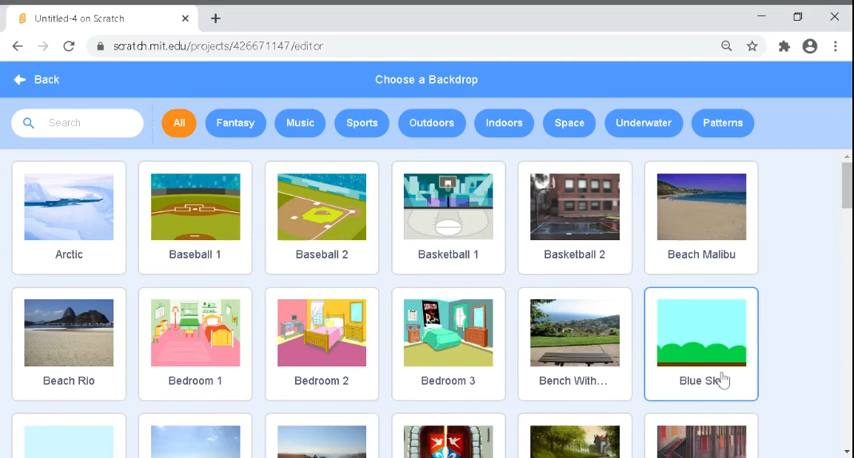 Untitled-4 on Scratch
scratch.mit.edu/projects/426671147/editor
Back
Choose a Backdrop
Search
All
Fantasy
Music
Sports
Outdoors
Indoors
Space
Underwater
Patterns
Arctic
Baseball 1
Baseball 2
Basketball 1
Basketball 2
Beach Malibu
Beach Rio
Bedroom 1
Bedroom 2
Bedroom 3
Bench With...
Blue Sky